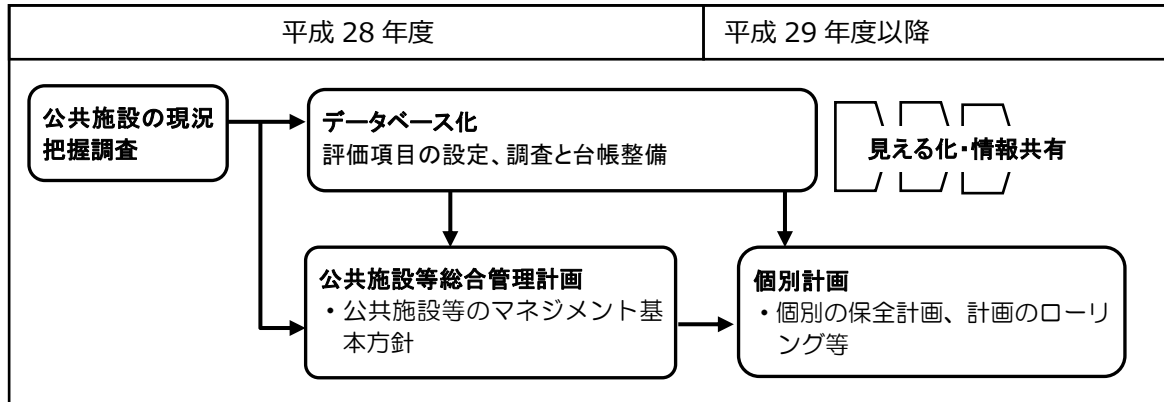 平成 28 年度
平成 29 年度以降
公共施設の現況
把握調査
データベース化
評価項目の設定、調査と台帳整備
見える化・情報共有
公共施設等総合管理計画
・公共施設等のマネジメント基
本方針
個別計画
・個別の保全計画、計画のローリ
ング等